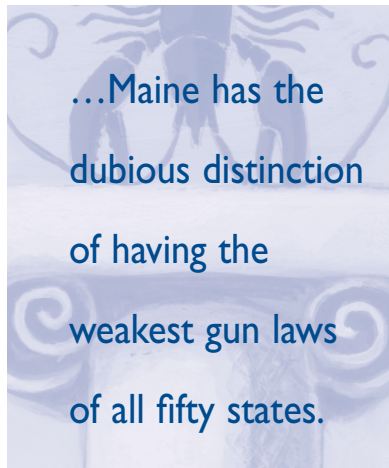 …Maine has the
dubious distinction
of having the
weakest gun laws
of all fifty states.